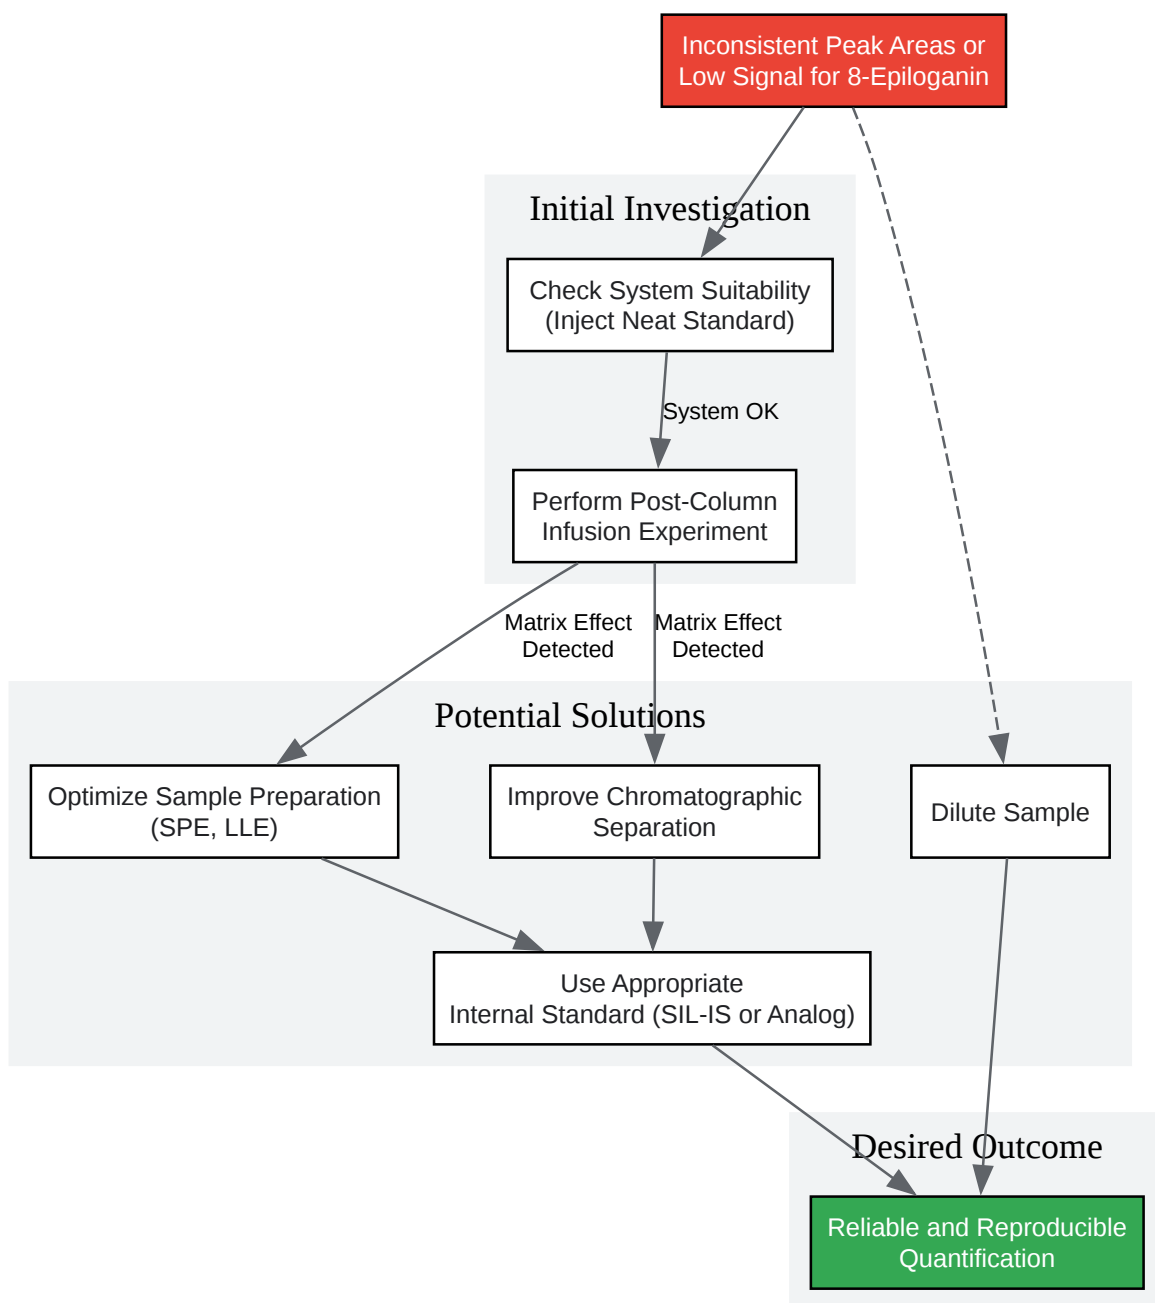 Inconsistent Peak Areas or
Low Signal for 8-Epiloganin
Initial Investigation
Check System Suitability
(Inject Neat Standard)
System OK
Perform Post-Column
Infusion Experiment
Matrix Effect
Detected
Matrix Effect
Detected
Potential Solutions
Optimize Sample Preparation
(SPE, LLE)
Improve Chromatographic
Separation
Dilute Sample
Use Appropriate
Internal Standard (SIL-IS or Analog)
Desired Outcome
Reliable and Reproducible
Quantification